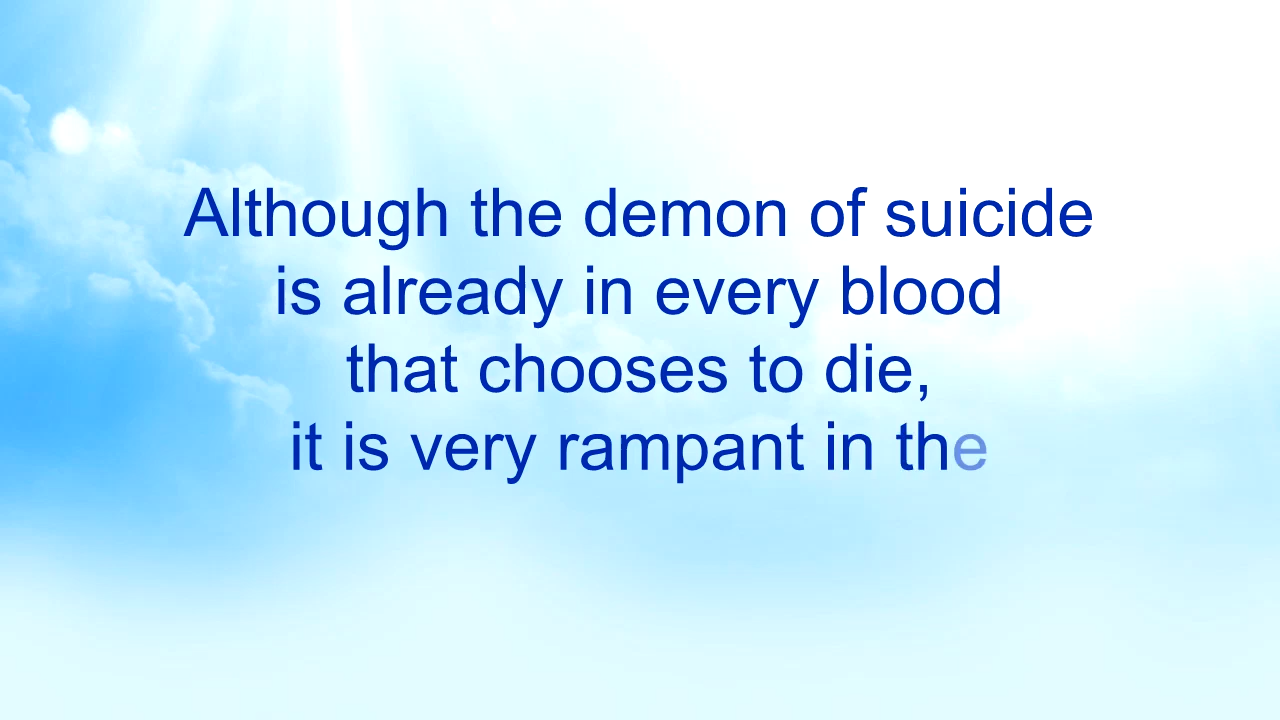 Although the demon of suicide
is already in every blood
that chooses to die,
it is very rampant in the